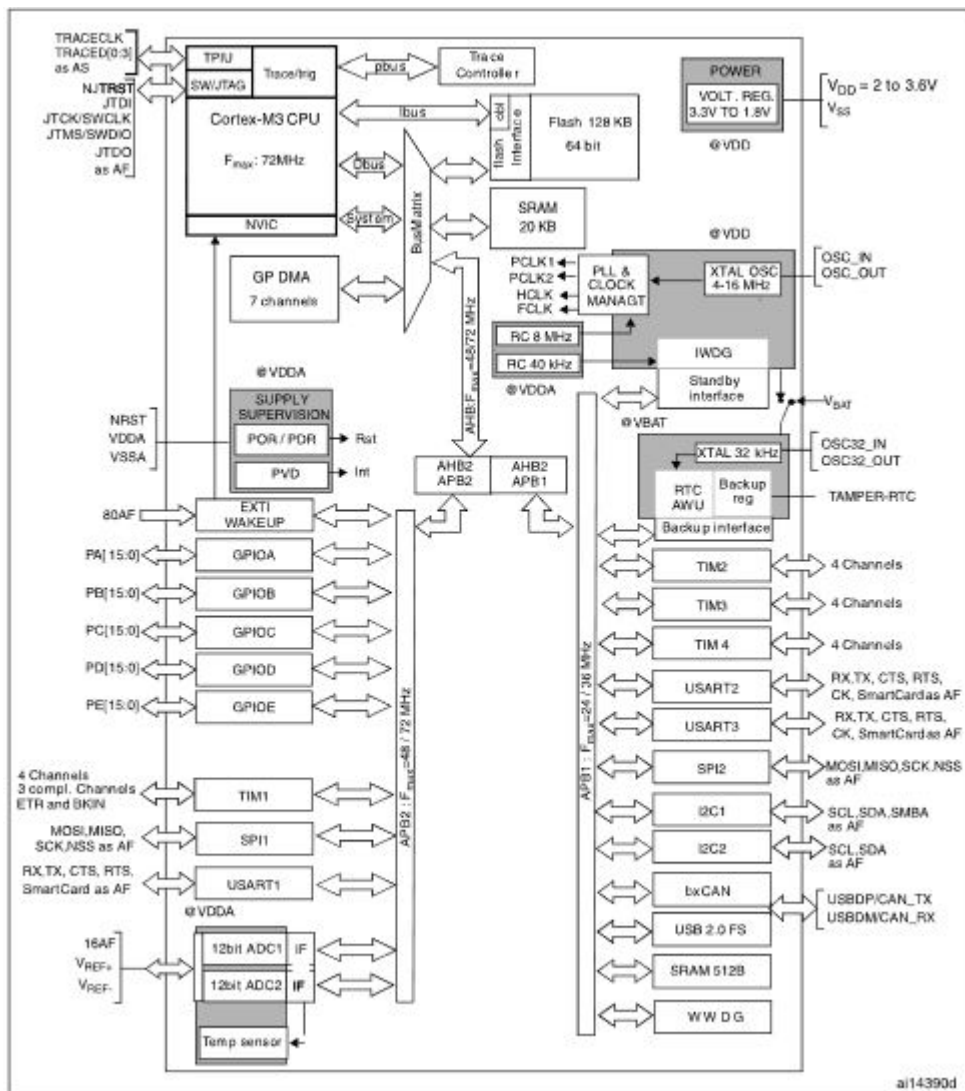 TRACECLK
TRACED[0:3]
as AS
NJTRST
JTDI
JTCK/SWCLK
JTMS/SWDIO
JTDO
as AF
TPIU
SW/JTAG
Trace/trig
Cortex-M3 CPU
Fmax: 72MHz
NVIC
pbus
Ibus
Dbus
System
Trace
Controller
BusMatrix
flash obl
Interface
Flash 128 KB
64 bit
SRAM
20 KB
GP DMA
7 channels
AHB:Fmax=48/72 MHz
POWER
VOLT. REG.
3.3V TO 1.8V
@VDD
VDD = 2 to 3.6V
VSS
@VDD
PCLK1
PCLK2
HCLK
FCLK
PLL &
CLOCK
MANAGT
XTAL OSC
4-16 MHz
OSC_IN
OSC_OUT
RC 8 MHz
RC 40 kHz
@VDDA
IWDG
Standby
interface
@VBAT
VBAT
XTAL 32 kHz
OSC32_IN
OSC32_OUT
RTC
AWU
Backup
reg
TAMPER-RTC
Backup interface
@VDDA
SUPPLY
SUPERVISION
NRST
VDDA
VSSA
POR / PDR
Rst
PVD
Int
AHB2
APB2
AHB2
APB1
80AF
EXTI
WAKEUP
PA[15:0]
GPIOA
PB[15:0]
GPIOB
PC[15:0]
GPIOC
PD[15:0]
GPIOD
PE[15:0]
GPIOE
APB2 : Fmax=48 / 72 MHz
4 Channels
3 compl. Channels
ETR and BKIN
TIM1
MOSI,MISO,
SCK,NSS as AF
SPI1
RX,TX, CTS, RTS,
SmartCard as AF
USART1
@VDDA
16AF
VREF+
VREF-
12bit ADC1
IF
12bit ADC2
IF
Temp sensor
APB1 : Fmax=24 / 36 MHz
TIM2
4 Channels
TIM3
4 Channels
TIM 4
4 Channels
USART2
RX,TX, CTS, RTS,
CK, SmartCard as AF
USART3
RX,TX, CTS, RTS,
CK, SmartCard as AF
SPI2
MOSI,MISO,SCK,NSS
as AF
I2C1
SCL,SDA,SMBA
as AF
I2C2
SCL,SDA
as AF
bxCAN
USBDP/CAN_TX
USBDM/CAN_RX
USB 2.0 FS
SRAM 512B
WWDG
ai14390d